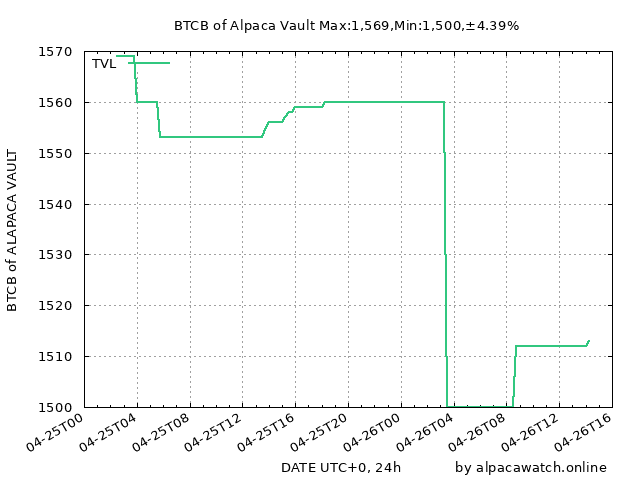 BTCB of Alpaca Vault Max:1,569,Min:1,500,±4.39%
TVL
BTCB of ALAPACA VAULT
1570
1560
1550
1540
1530
1520
1510
1500
04-25T00
04-25T04
04-25T08
04-25T12
04-25T16
04-25T20
04-26T00
04-26T04
04-26T08
04-26T12
04-26T16
DATE UTC+0, 24h
by alpacawatch.online